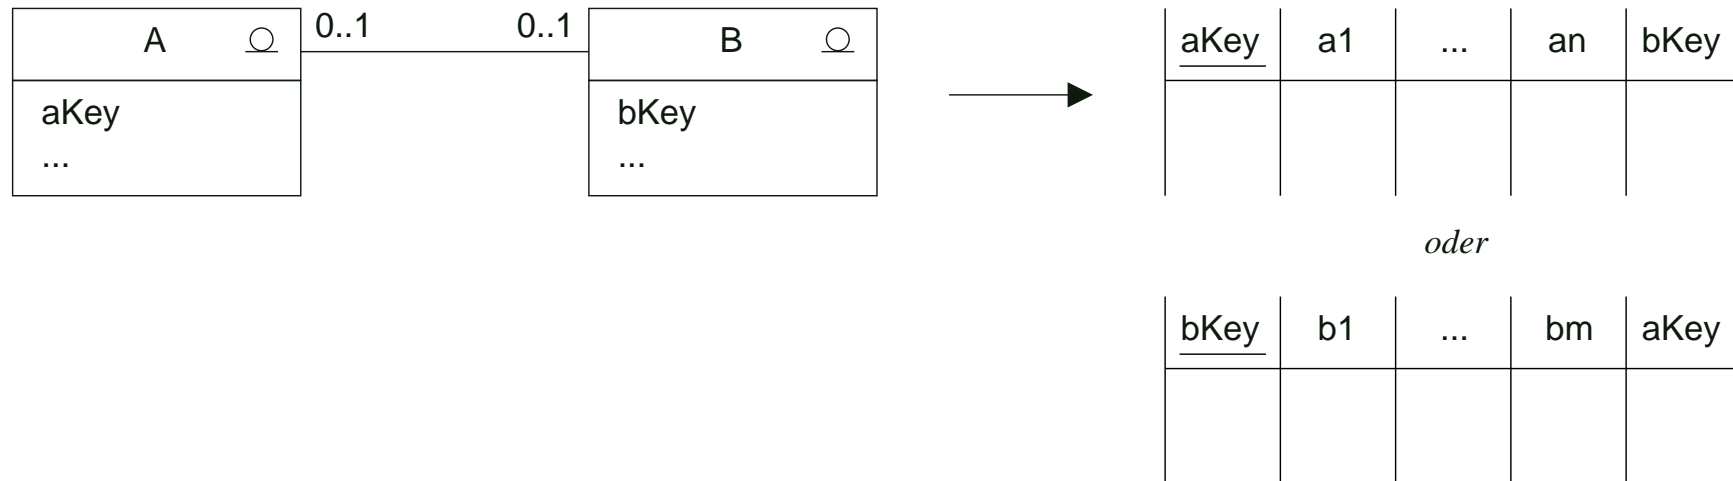 A 0..1 0..1 B
aKey
...
bKey
...
aKey a1 ... an bKey
oder
bKey b1 ... bm aKey